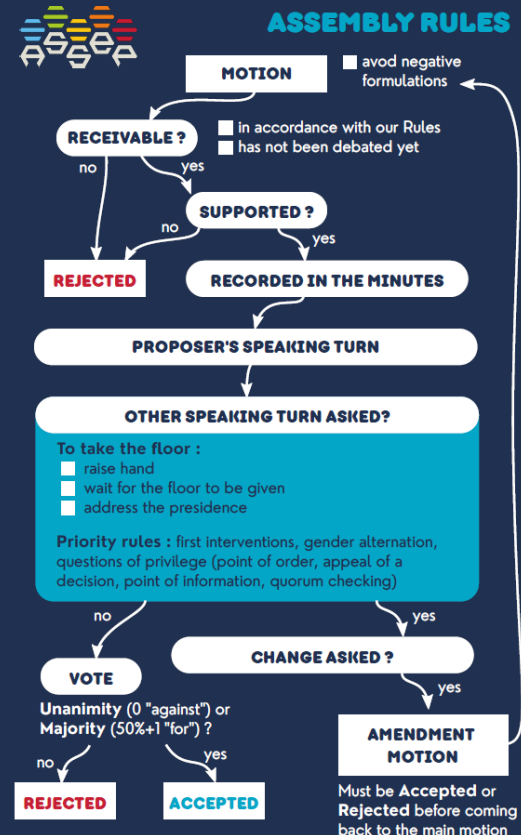 ASSEMBLY RULES
ASSEA
MOTION
avod negative
formulations
RECEIVABLE ?
in accordance with our Rules
has not been debated yet
no
yes
SUPPORTED ?
no
yes
REJECTED
RECORDED IN THE MINUTES
PROPOSER'S SPEAKING TURN
OTHER SPEAKING TURN ASKED?
To take the floor :
raise hand
wait for the floor to be given
address the presidence
Priority rules : first interventions, gender alternation,
questions of privilege (point of order, appeal of a
decision, point of information, quorum checking)
no
yes
VOTE
CHANGE ASKED ?
Unanimity (0 "against") or
Majority (50%+1 "for") ?
yes
no
yes
AMENDMENT
MOTION
REJECTED
ACCEPTED
Must be Accepted or
Rejected before coming
back to the main motion